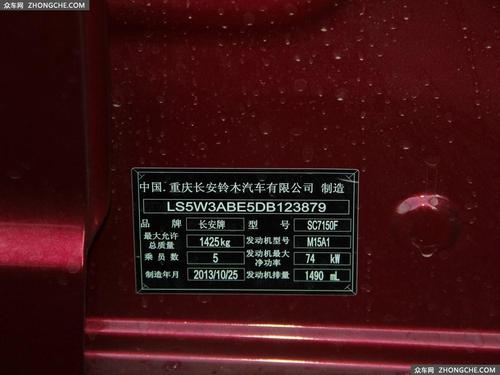 众车网 ZHONGCHE.COM
中国.重庆长安铃木汽车有限公司 制造
LS5W3ABE5DB123879
品牌 长安牌 型号 SC7150F
最大允许总质量 1425kg 发动机型号 M15A1
乘员数 5 发动机最大净功率 74 kW
制造年月 2013/10/25 发动机排量 1490 mL
众车网 ZHONGCHE.COM